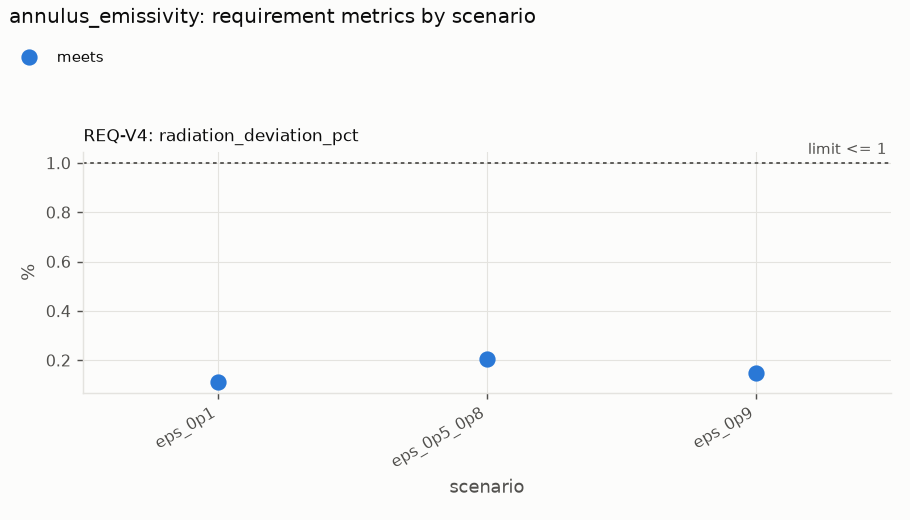 annulus_emissivity: requirement metrics by scenario
meets
REQ-V4: radiation_deviation_pct
limit <= 1
1.0
0.8
0.6
0.4
0.2
%
eps_0p1
eps_0p5_0p8
eps_0p9
scenario